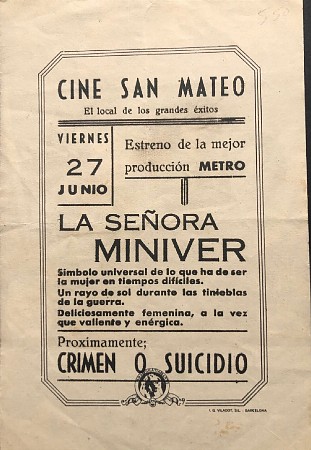 CINE SAN MATEO
El local de los grandes éxitos
VIERNES
27
JUNIO
Estreno de la mejor
producción METRO
LA SEÑORA
MINIVER
Símbolo universal de lo que ha de ser
la mujer en tiempos difíciles.
Un rayo de sol durante las tinieblas
de la guerra.
Deliciosamente femenina, a la vez
que valiente y enérgica.
Proximamente;
CRIMEN O SUICIDIO
I. G. VILADOT, S.L. - BARCELONA